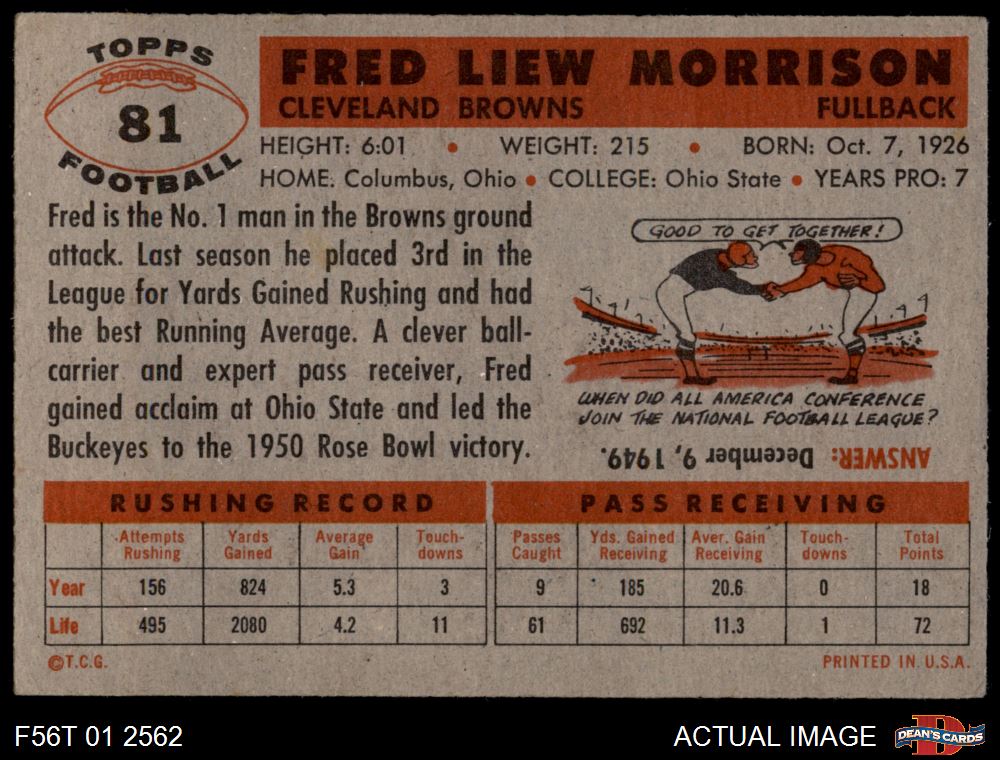 TOPPS
81
FOOTBALL
FRED LIEW MORRISON
CLEVELAND BROWNS FULLBACK
HEIGHT: 6:01 • WEIGHT: 215 • BORN: Oct. 7, 1926
HOME: Columbus, Ohio • COLLEGE: Ohio State • YEARS PRO: 7
Fred is the No. 1 man in the Browns ground
attack. Last season he placed 3rd in the
League for Yards Gained Rushing and had
the best Running Average. A clever ball-
carrier and expert pass receiver, Fred
gained acclaim at Ohio State and led the
Buckeyes to the 1950 Rose Bowl victory.
GOOD TO GET TOGETHER!
WHEN DID ALL AMERICA CONFERENCE
JOIN THE NATIONAL FOOTBALL LEAGUE?
ANSWER: December 9, 1949.
RUSHING RECORD PASS RECEIVING
Attempts Rushing Yards Gained Average Gain Touch-downs Passes Caught Yds. Gained Receiving Aver. Gain Receiving Touch-downs Total Points
Year 156 824 5.3 3 9 185 20.6 0 18
Life 495 2080 4.2 11 61 692 11.3 1 72
©T.C.G. PRINTED IN U.S.A.
F56T 01 2562 ACTUAL IMAGE DEAN'S CARDS